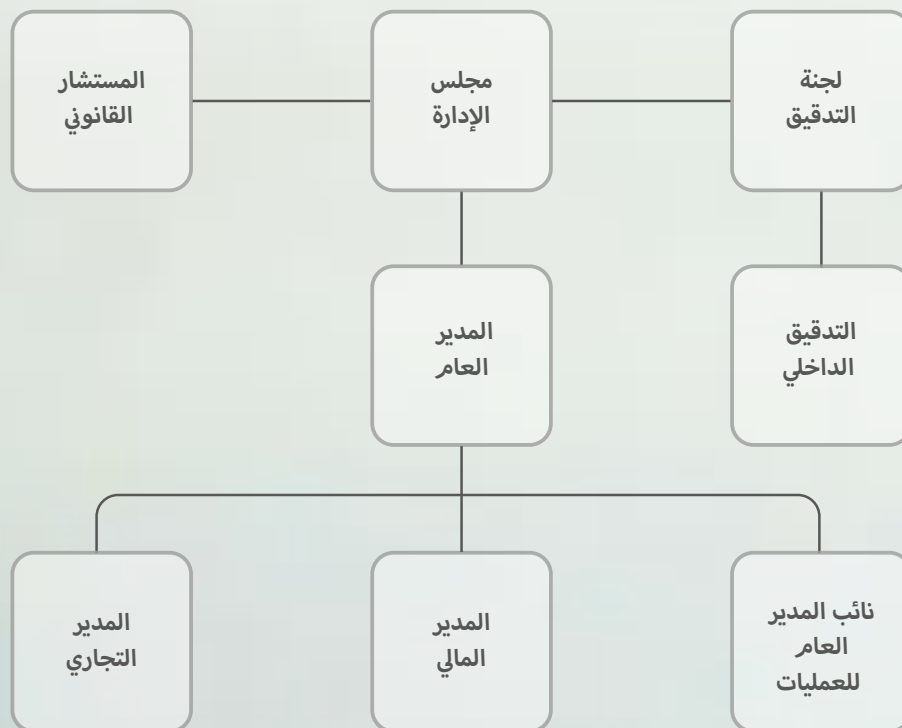 لجنة
التدقيق
مجلس
الإدارة
المستشار
القانوني
التدقيق
الداخلي
المدير
العام
نائب المدير
العام
للعمليات
المدير
المالي
المدير
التجاري